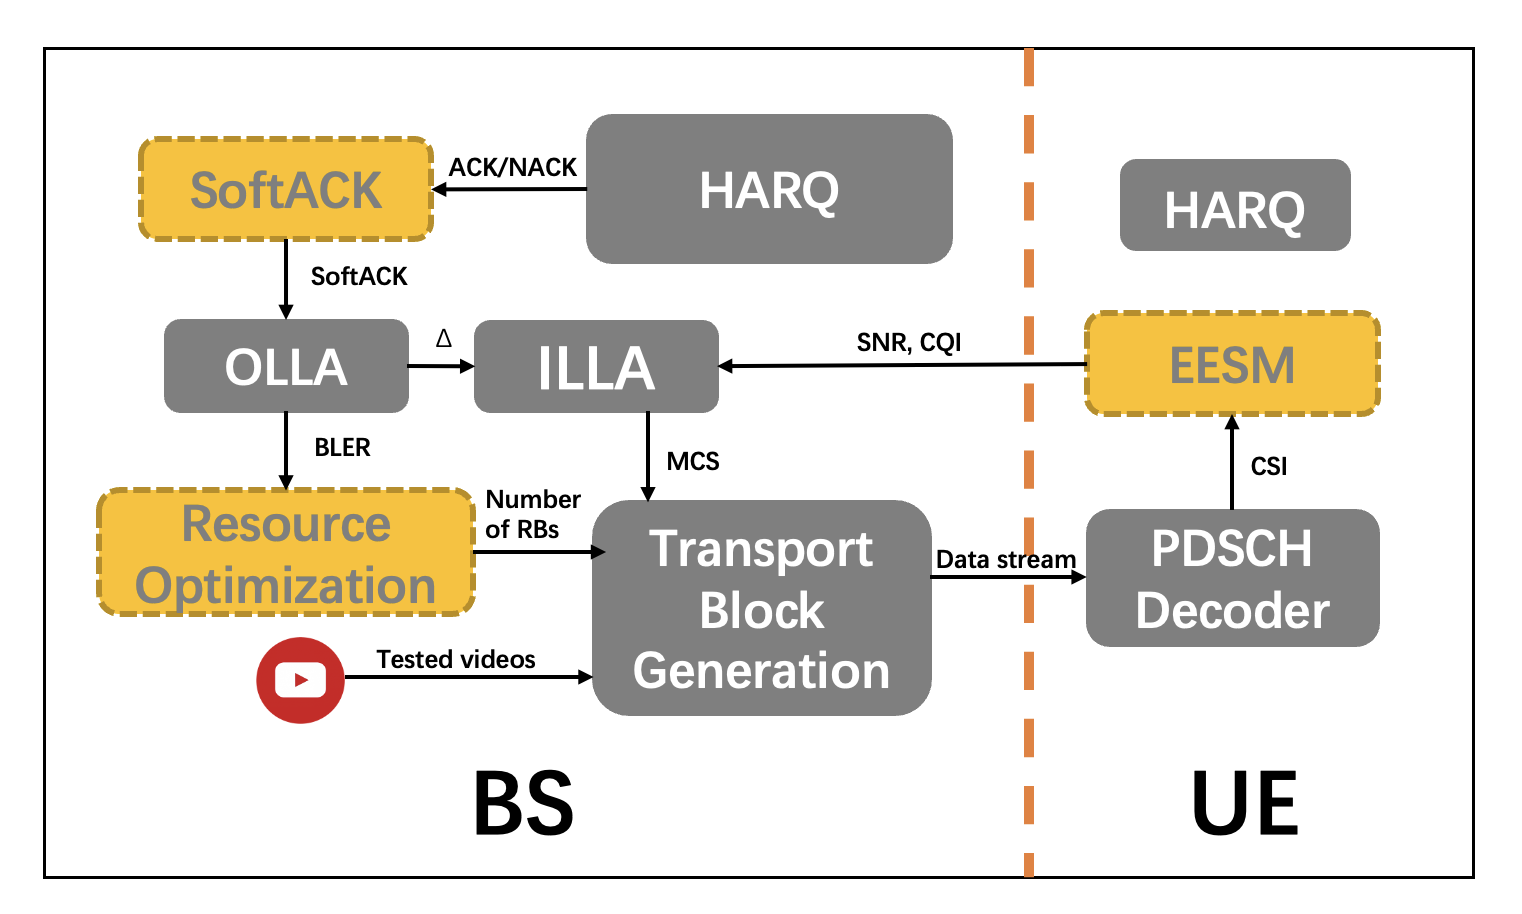 SoftACK
ACK/NACK
HARQ
HARQ
SoftACK
OLLA
Δ
ILLA
SNR, CQI
EESM
BLER
MCS
CSI
Resource
Optimization
Number
of RBs
Transport
Block
Generation
Data stream
PDSCH
Decoder
Tested videos
BS
UE